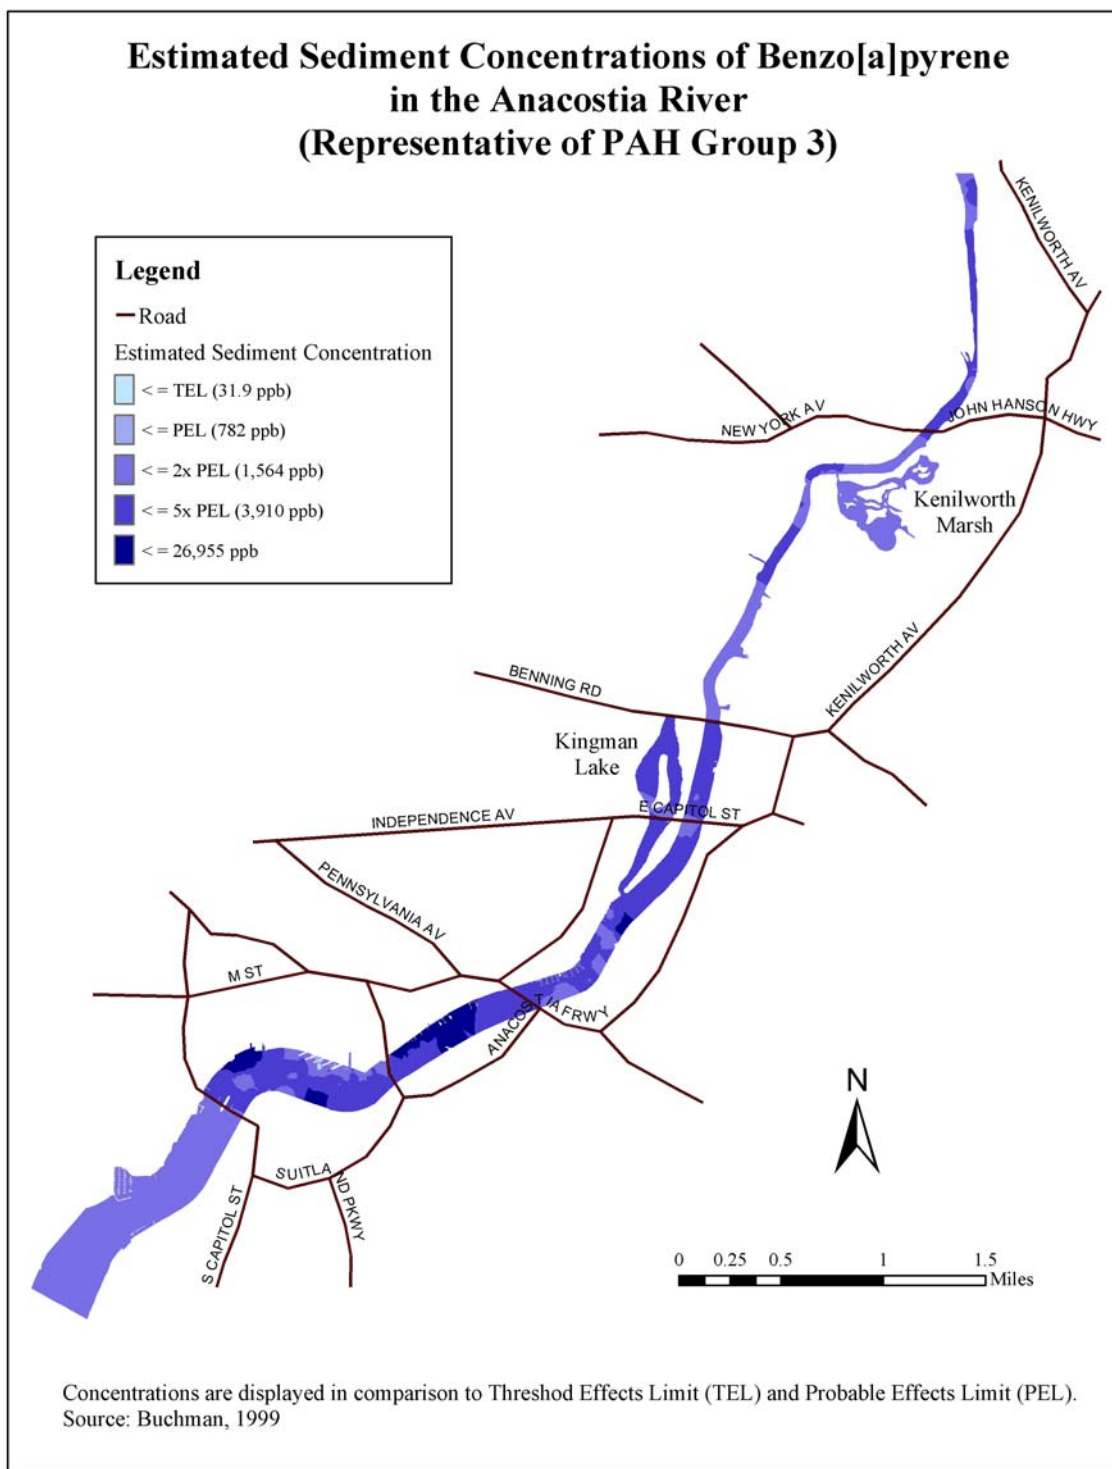 Estimated Sediment Concentrations of Benzo[a]pyrene
in the Anacostia River
(Representative of PAH Group 3)
KENILWORTH AV
Legend
Road
Estimated Sediment Concentration
< = TEL (31.9 ppb)
< = PEL (782 ppb)
< = 2x PEL (1,564 ppb)
< = 5x PEL (3,910 ppb)
< = 26,955 ppb
NEW YORK AV
JOHN HANSON HWY
Kenilworth
Marsh
KENILWORTH AV
BENNING RD
Kingman
Lake
E CAPITOL ST
INDEPENDENCE AV
PENNSYLVANIA AV
M ST
ANACOSTIA FRWY
SUITLAND PKWY
S CAPITOL ST
N
0 0.25 0.5 1 1.5
Miles
Concentrations are displayed in comparison to Threshod Effects Limit (TEL) and Probable Effects Limit (PEL).
Source: Buchman, 1999